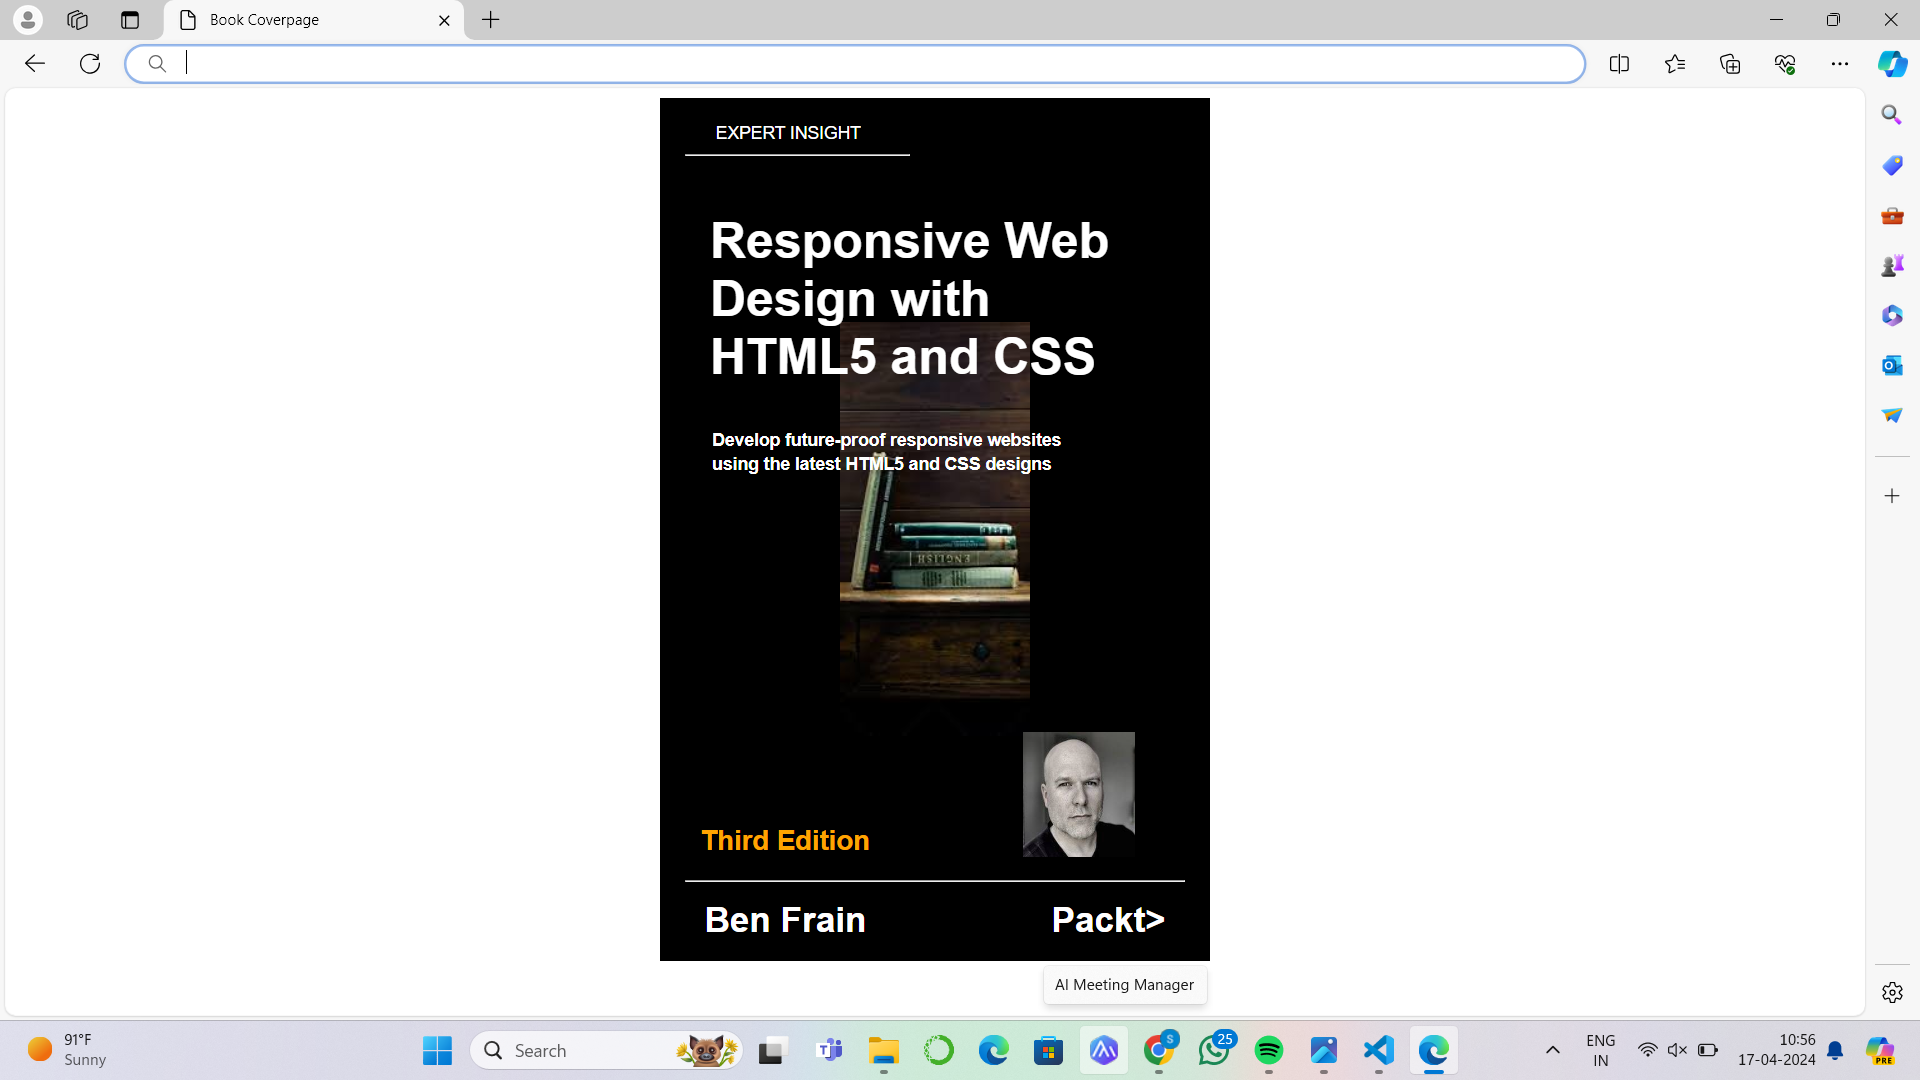 Book Coverpage
EXPERT INSIGHT
Responsive Web
Design with
HTML5 and CSS
Develop future-proof responsive websites
using the latest HTML5 and CSS designs
ENGLISH
Third Edition
Ben Frain
Packt>
AI Meeting Manager
91°F
Sunny
Search
S
25
ENG
IN
10:56
17-04-2024
PRE